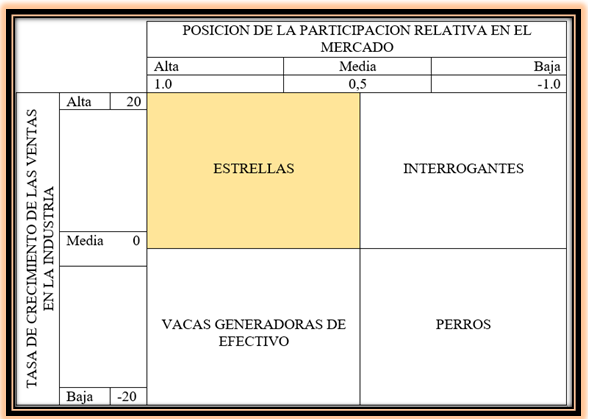 POSICION DE LA PARTICIPACION RELATIVA EN EL
MERCADO
Alta Media Baja
1.0 0,5 -1.0
TASA DE CRECIMIENTO DE LAS VENTAS
EN LA INDUSTRIA
Alta 20
ESTRELLAS INTERROGANTES
Media 0
VACAS GENERADORAS DE
EFECTIVO
PERROS
Baja -20